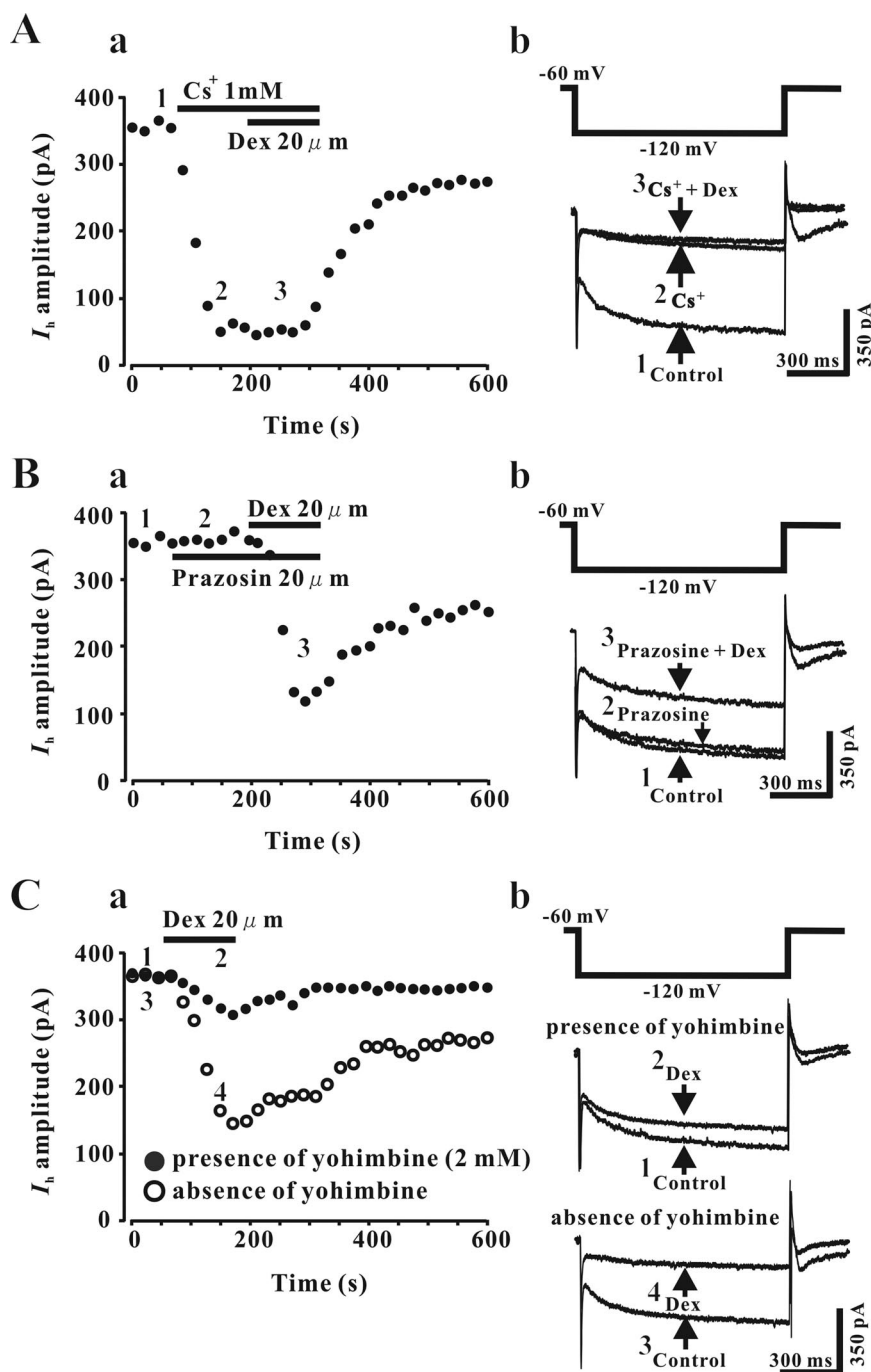 A
a
b
1
Cs+ 1mM
Dex 20 μ m
400
300
200
100
0
2
3
Ih amplitude (pA)
0
200
400
600
Time (s)
-60 mV
-120 mV
3 Cs+ + Dex
2 Cs+
1 Control
300 ms
350 pA
B
a
b
1
2
Dex 20 μ m
Prazosin 20 μ m
400
300
200
100
0
3
Ih amplitude (pA)
0
200
400
600
Time (s)
-60 mV
-120 mV
3 Prazosine + Dex
2 Prazosine
1 Control
300 ms
350 pA
C
a
b
Dex 20 μ m
1
2
3
4
400
300
200
100
0
Ih amplitude (pA)
presence of yohimbine (2 mM)
absence of yohimbine
0
200
400
600
Time (s)
-60 mV
-120 mV
presence of yohimbine
2 Dex
1 Control
absence of yohimbine
4 Dex
3 Control
300 ms
350 pA